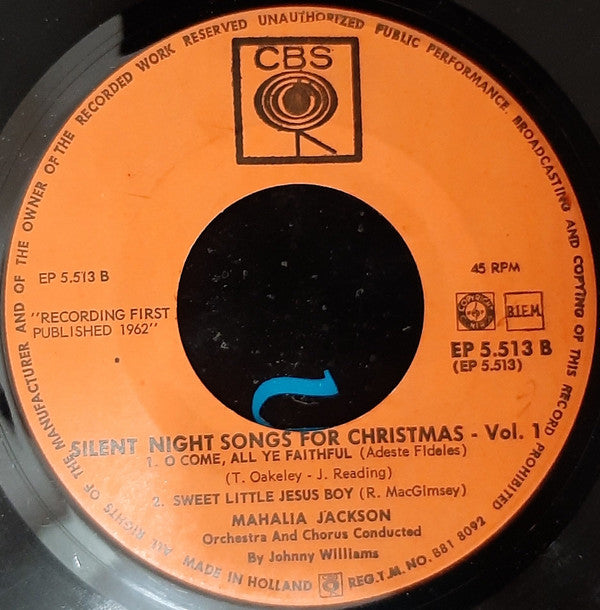 ALL RIGHTS OF THE MANUFACTURER AND OF THE OWNER OF THE RECORDED WORK RESERVED UNAUTHORIZED PUBLIC PERFORMANCE. BROADCASTING AND COPYING OF THIS RECORD PROHIBITED
CBS
EP 5.513 B
45 RPM
"RECORDING FIRST
PUBLISHED 1962"
B.I.E.M.
EP 5.513 B
(EP 5.513)
SILENT NIGHT SONGS FOR CHRISTMAS - Vol. 1
1. O COME, ALL YE FAITHFUL (Adeste Fideles)
(T. Oakeley - J. Reading)
2. SWEET LITTLE JESUS BOY (R. MacGimsey)
MAHALIA JACKSON
Orchestra And Chorus Conducted
By Johnny Williams
MADE IN HOLLAND REG.T.M. NO. 881 8092